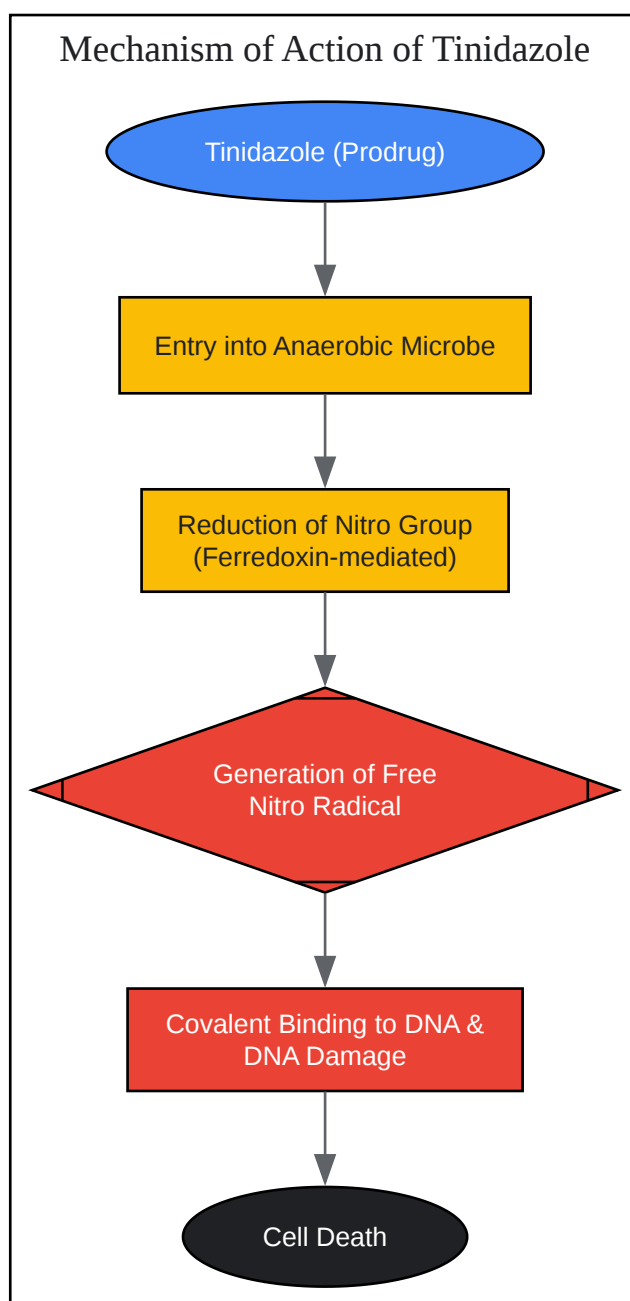 Mechanism of Action of Tinidazole
Tinidazole (Prodrug)
Entry into Anaerobic Microbe
Reduction of Nitro Group
(Ferredoxin-mediated)
Generation of Free
Nitro Radical
Covalent Binding to DNA &
DNA Damage
Cell Death